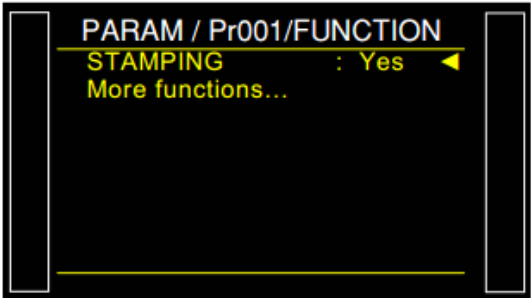 PARAM / Pr001/FUNCTION
STAMPING : Yes ◄
More functions...